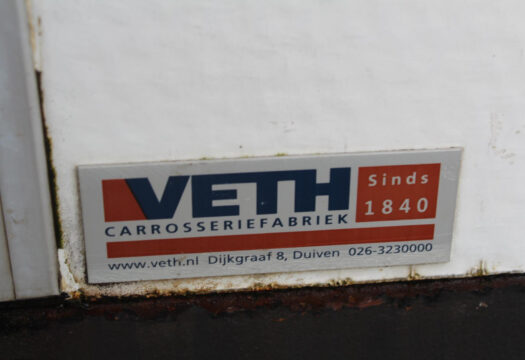 VETH
CARROSSERIEFABRIEK
Sinds
1840
www.veth.nl Dijkgraaf 8, Duiven 026-3230000